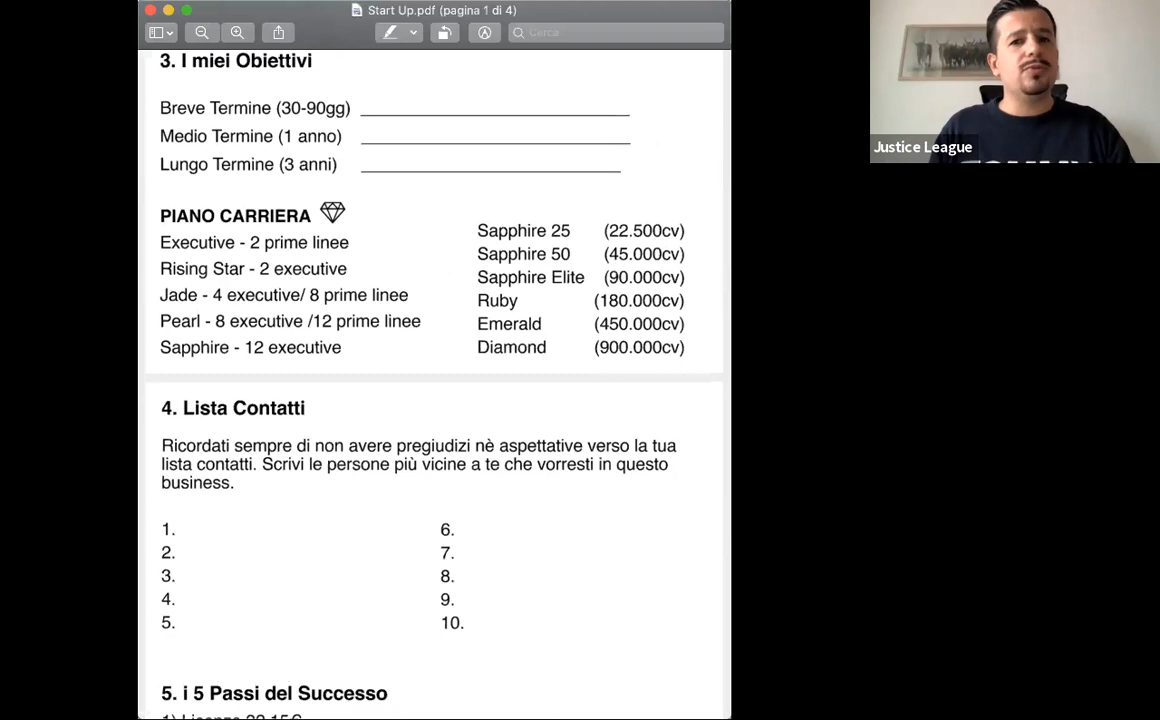 Start Up.pdf (pagina 1 di 4)
Cerca
3. I miei Obiettivi
Breve Termine (30-90gg)
Medio Termine (1 anno)
Lungo Termine (3 anni)
PIANO CARRIERA
Executive - 2 prime linee
Rising Star - 2 executive
Jade - 4 executive/ 8 prime linee
Pearl - 8 executive /12 prime linee
Sapphire - 12 executive
Sapphire 25 (22.500cv)
Sapphire 50 (45.000cv)
Sapphire Elite (90.000cv)
Ruby (180.000cv)
Emerald (450.000cv)
Diamond (900.000cv)
4. Lista Contatti
Ricordati sempre di non avere pregiudizi nè aspettative verso la tua
lista contatti. Scrivi le persone più vicine a te che vorresti in questo
business.
1.
2.
3.
4.
5.
6.
7.
8.
9.
10.
5. i 5 Passi del Successo
Justice League